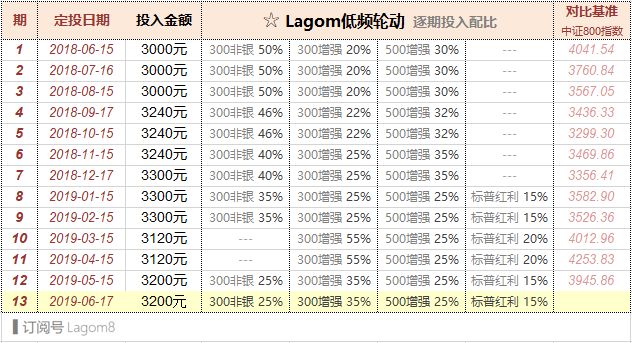 期 定投日期 投入金额 ☆ Lagom低频轮动 逐期投入配比 对比基准 中证800指数
1 2018-06-15 3000元 300非银 50% 300增强 20% 500增强 30% --- 4041.54
2 2018-07-16 3000元 300非银 50% 300增强 20% 500增强 30% --- 3760.84
3 2018-08-15 3000元 300非银 50% 300增强 20% 500增强 30% --- 3567.05
4 2018-09-17 3240元 300非银 46% 300增强 22% 500增强 32% --- 3436.33
5 2018-10-15 3240元 300非银 46% 300增强 22% 500增强 32% --- 3299.30
6 2018-11-15 3240元 300非银 40% 300增强 25% 500增强 35% --- 3469.86
7 2018-12-17 3300元 300非银 40% 300增强 25% 500增强 35% --- 3356.41
8 2019-01-15 3300元 300非银 35% 300增强 25% 500增强 25% 标普红利 15% 3582.90
9 2019-02-15 3300元 300非银 35% 300增强 25% 500增强 25% 标普红利 15% 3526.36
10 2019-03-15 3120元 --- 300增强 55% 500增强 25% 标普红利 20% 4012.96
11 2019-04-15 3120元 --- 300增强 55% 500增强 25% 标普红利 20% 4253.83
12 2019-05-15 3200元 300非银 25% 300增强 35% 500增强 25% 标普红利 15% 3945.86
13 2019-06-17 3200元 300非银 25% 300增强 35% 500增强 25% 标普红利 15%
订阅号 Lagom8